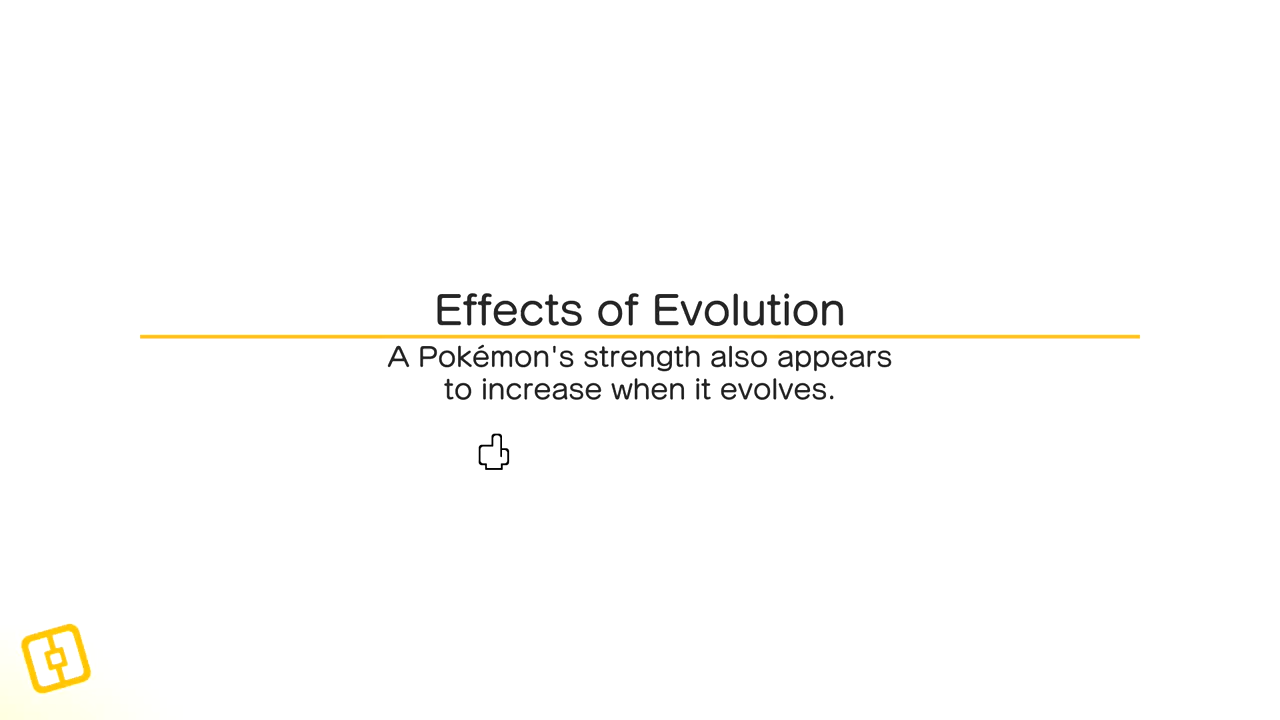 Effects of Evolution
A Pokémon's strength also appears
to increase when it evolves.